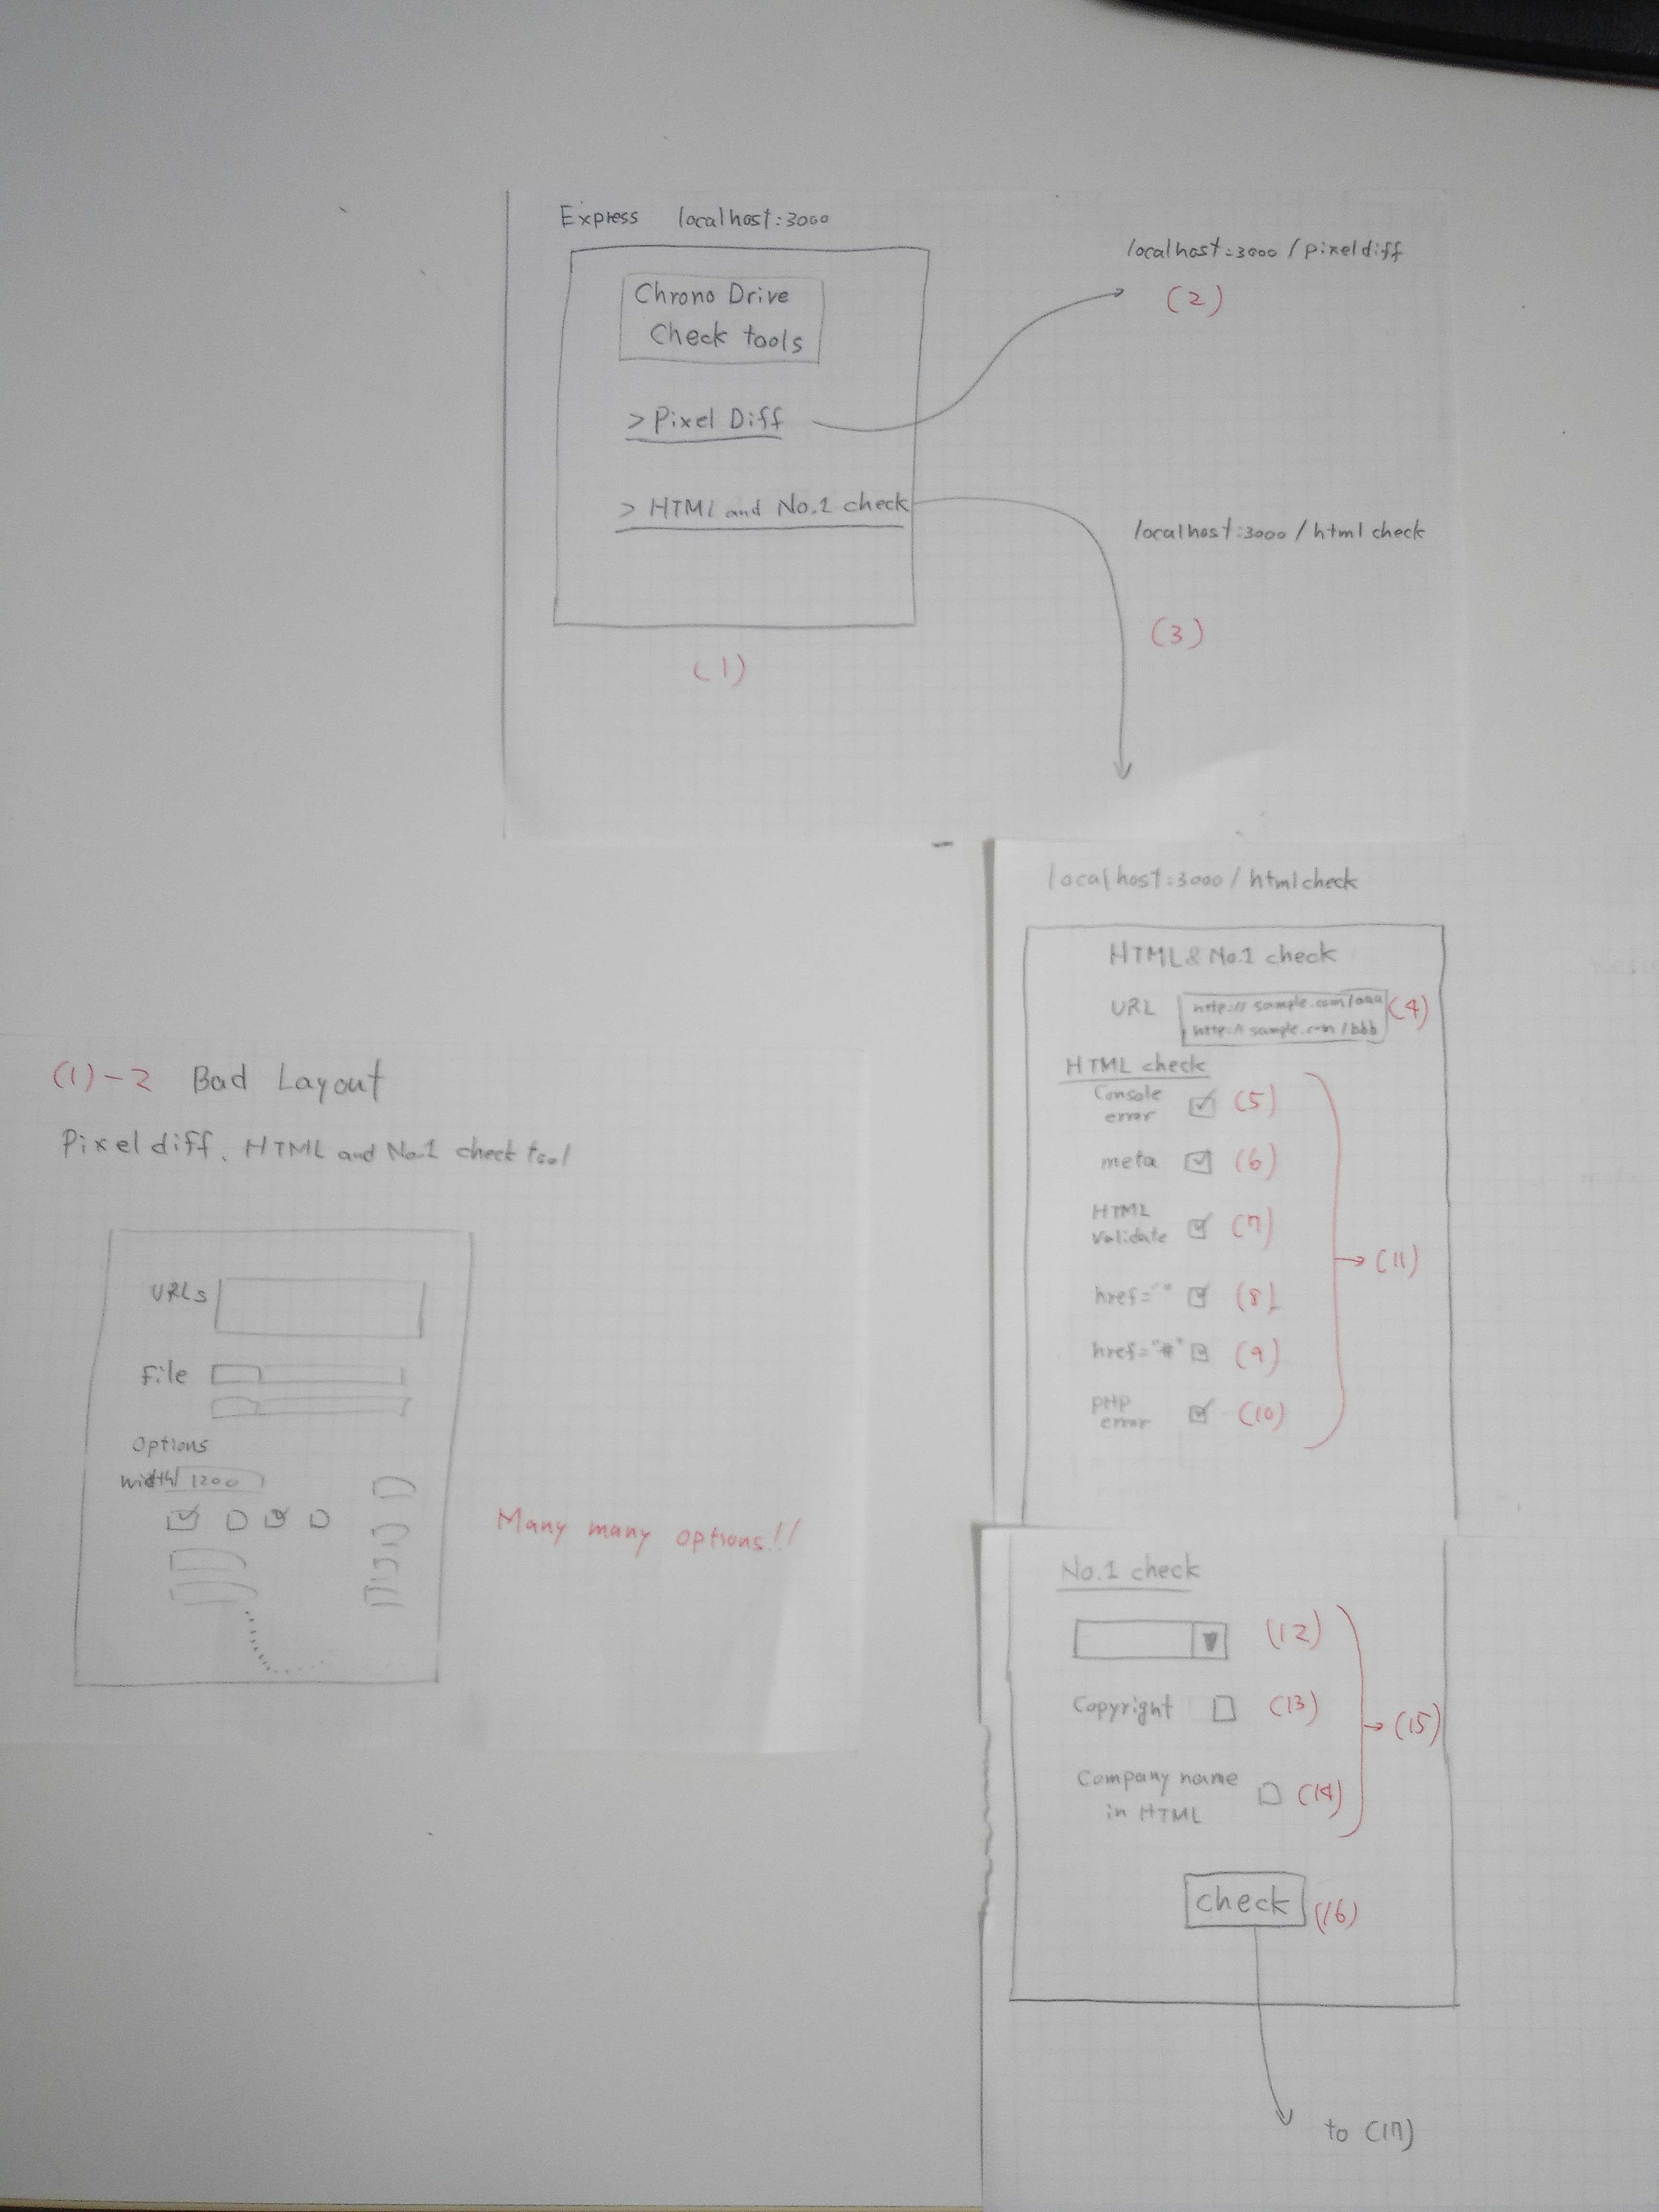 Express localhost:3000
Chrono Drive
Check tools
> Pixel Diff
> HTML and No.1 check
(1)
localhost:3000/pixeldiff
(2)
localhost:3000/html check
(3)
(1)-2 Bad Layout
Pixel diff, HTML and No.1 check tool
URLs
File
Options
width 1200
Many many options!!
localhost:3000/htmlcheck
HTML & No.1 check
URL
http://sample.com/aaa
http://sample.com/bbb
(4)
HTML check
Console
error (5)
meta (6)
HTML
Validate (7)
href="" (8)
href="#" (9)
PHP
error (10)
→ (11)
No.1 check
(12)
Copyright (13)
Company name
in HTML (14)
→ (15)
check (16)
to (17)